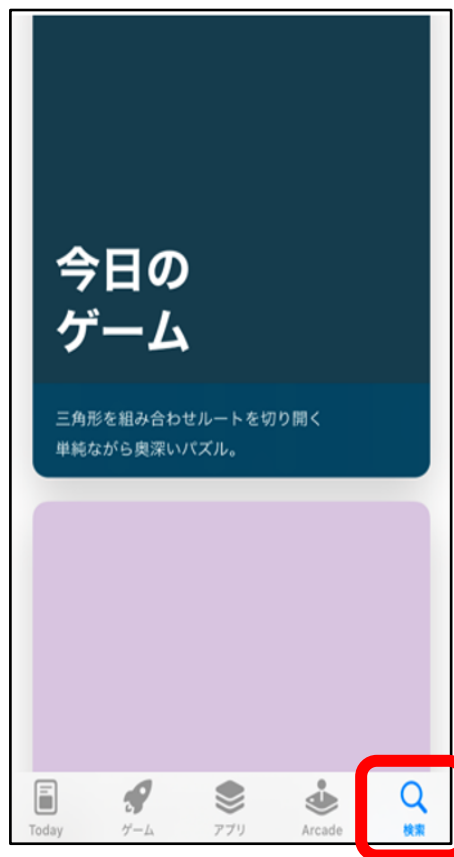 今日の
ゲーム
三角形を組み合わせルートを切り開く
単純ながら奥深いパズル。
Today
ゲーム
アプリ
Arcade
検索